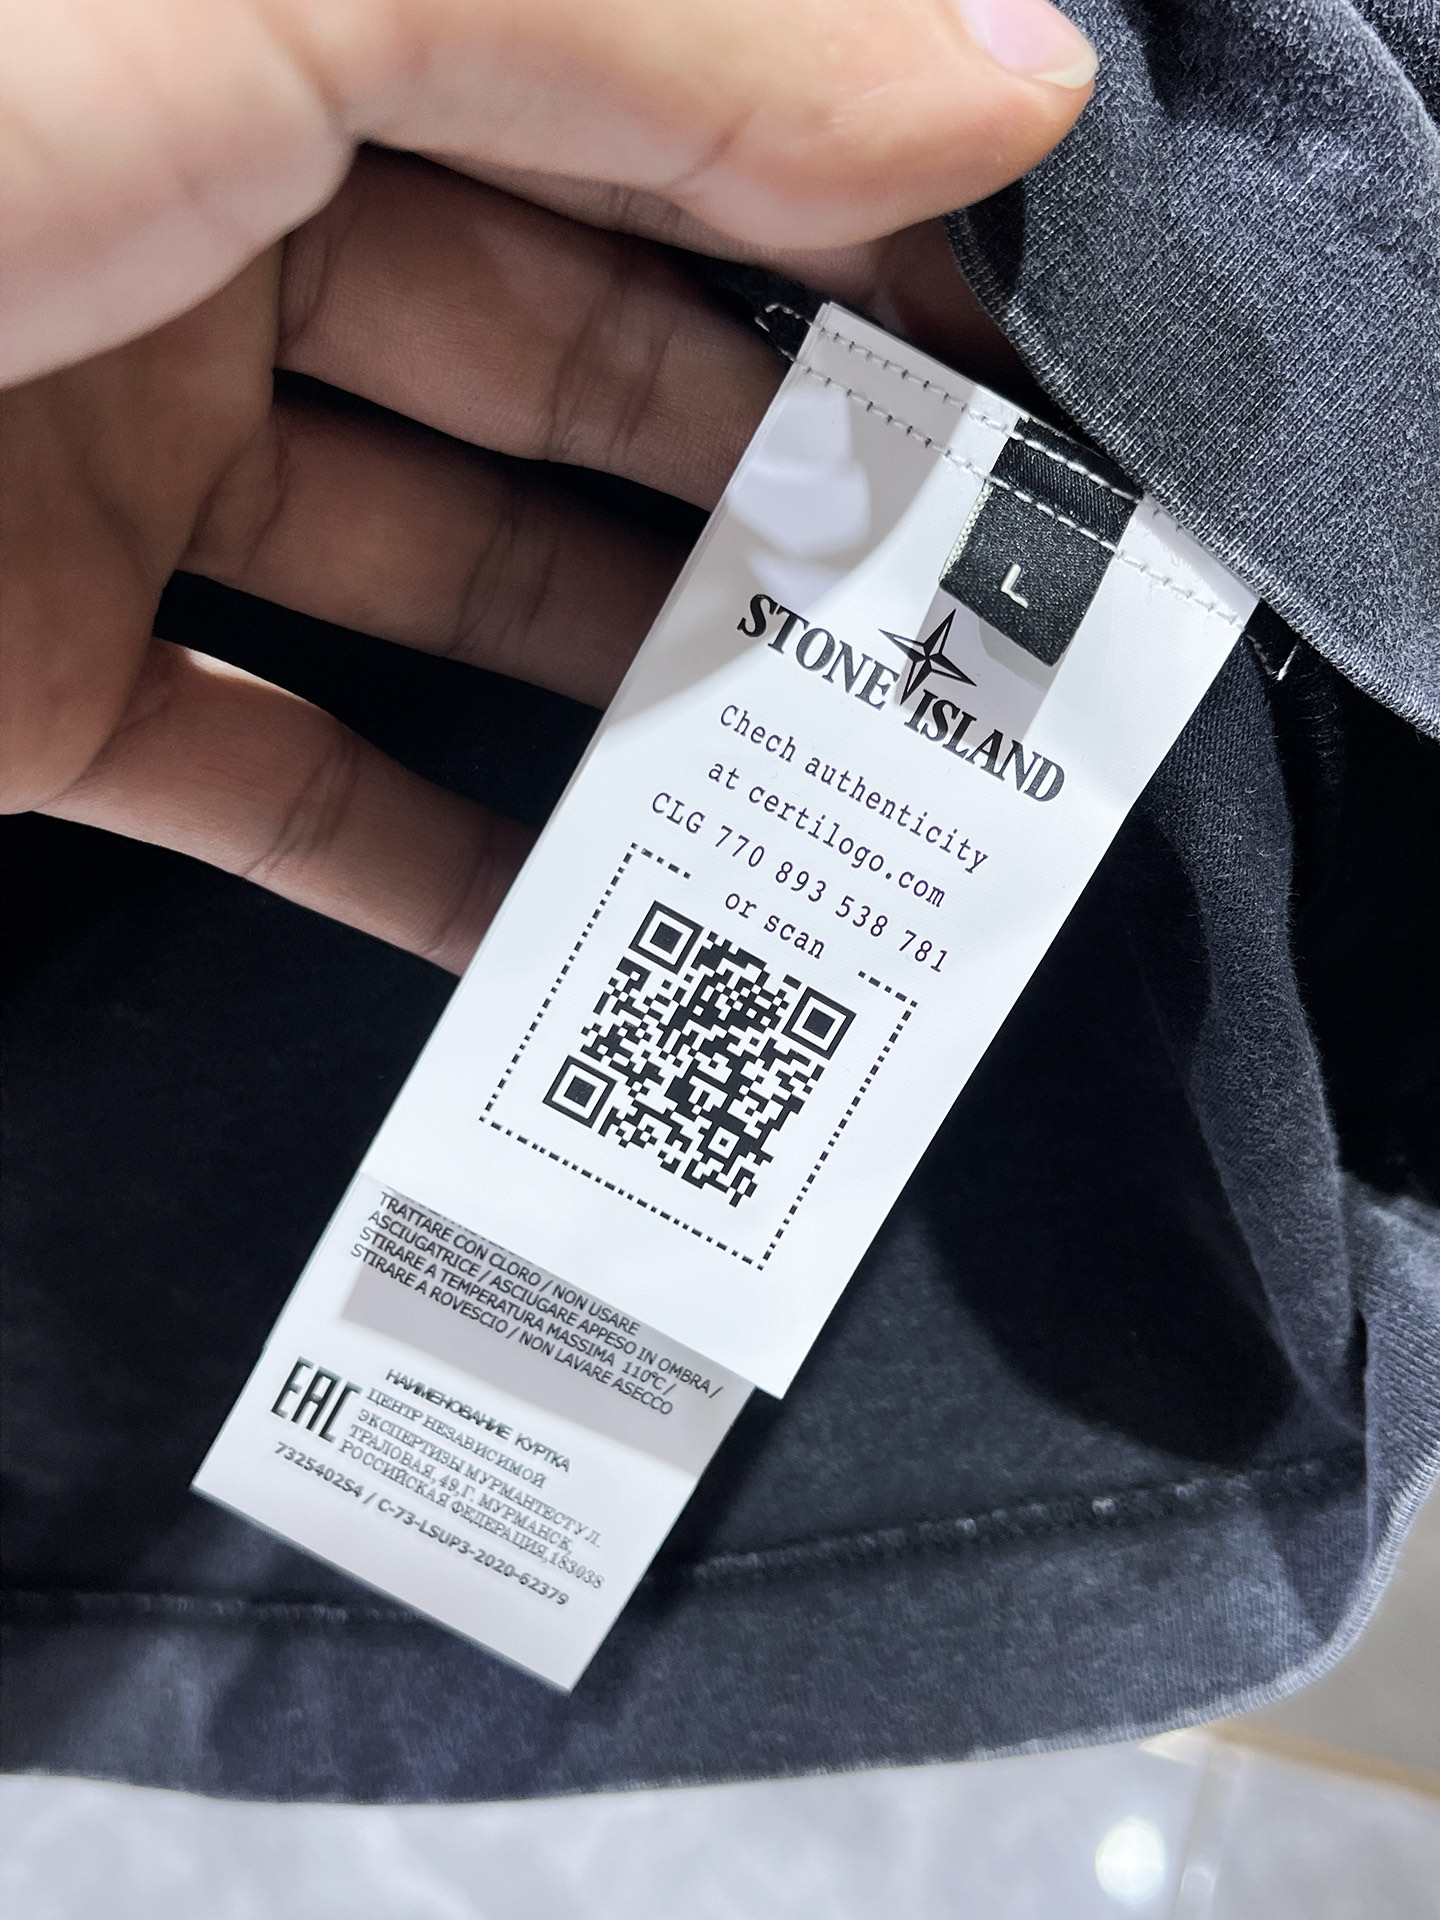 L
STONE ISLAND
Chech authenticity
at certilogo.com
CLG 770 893 538 781
or scan
TRATTARE CON CLORO / NON USARE
ASCIUGATRICE / ASCIUGARE APPESO IN OMBRA /
STIRARE A TEMPERATURA MASSIMA 110°C /
STIRARE A ROVESCIO / NON LAVARE A SECCO
EAC
НАИМЕНОВАНИЕ КУРТКА
ЦЕНТР НЕЗАВИСИМОЙ
ЭКСПЕРТИЗЫ МУРМАНТЕСТ УЛ.
ТРАЛОВАЯ, 49, Г. МУРМАНСК,
РОССИЙСКАЯ ФЕДЕРАЦИЯ, 183038
7325402S4 / C-73-LSUP3-2020-62379